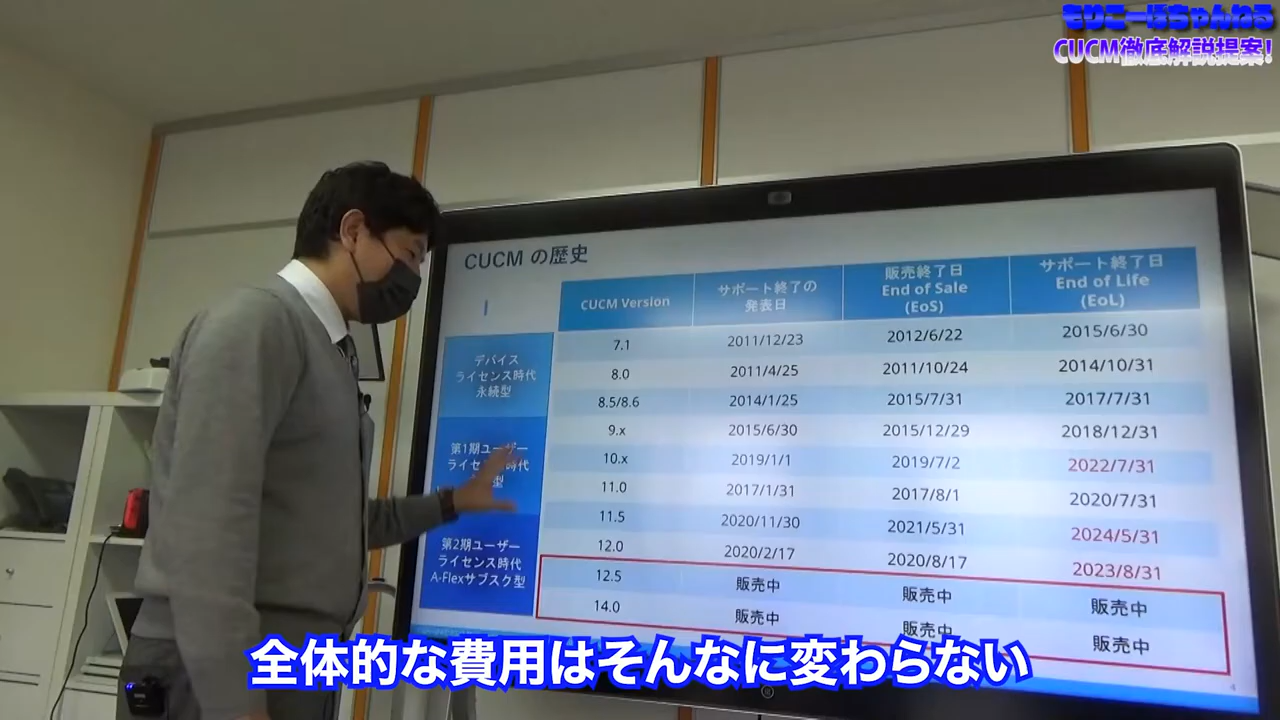 もりこーばちゃんねる
CUCM徹底解説提案!
CUCM の歴史
CUCM Version
サポート終了の
発表日
販売終了日
End of Sale
(EoS)
サポート終了日
End of Life
(EoL)
デバイス
ライセンス時代
永続型
7.1 2011/12/23 2012/6/22 2015/6/30
8.0 2011/4/25 2011/10/24 2014/10/31
8.5/8.6 2014/1/25 2015/7/31 2017/7/31
第1期ユーザー
ライセンス時代
型
9.x 2015/6/30 2015/12/29 2018/12/31
10.x 2019/1/1 2019/7/2 2022/7/31
11.0 2017/1/31 2017/8/1 2020/7/31
11.5 2020/11/30 2021/5/31 2024/5/31
第2期ユーザー
ライセンス時代
A-Flexサブスク型
12.0 2020/2/17 2020/8/17 2023/8/31
12.5 販売中 販売中 販売中
14.0 販売中 販売中 販売中
4
全体的な費用はそんなに変わらない